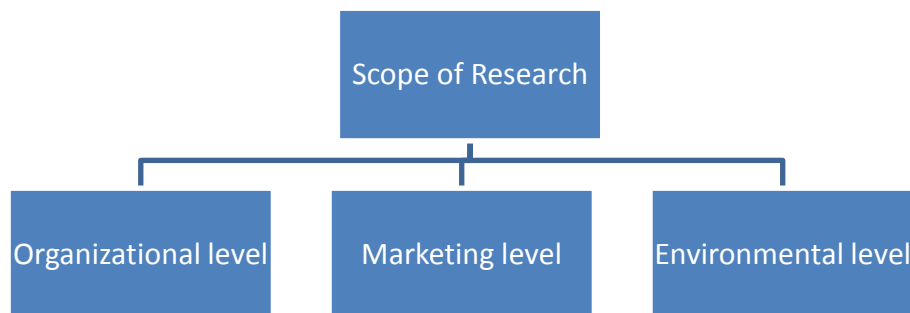 Scope of Research
Organizational level
Marketing level
Environmental level